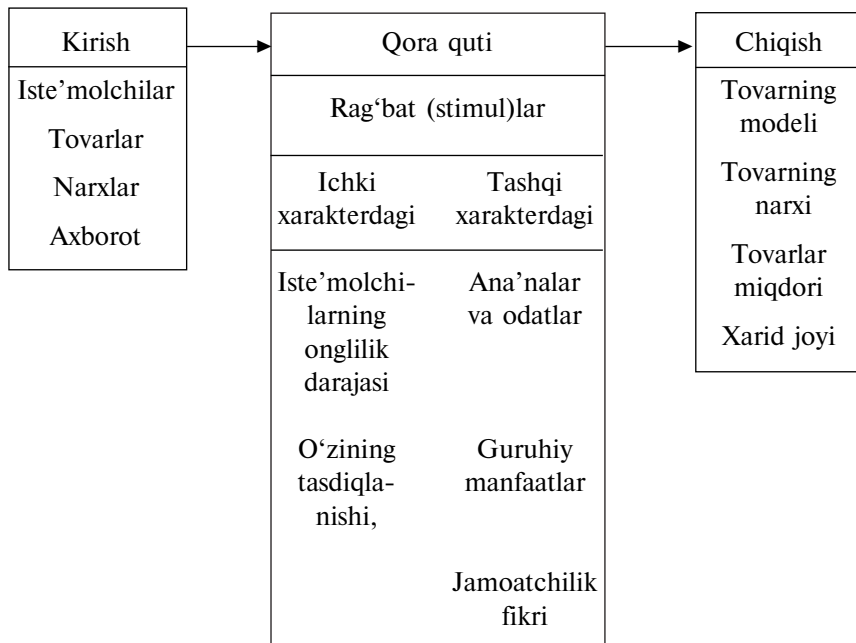 Kirish
Iste’molchilar
Tovarlar
Narxlar
Axborot
Qora quti
Rag‘bat (stimul)lar
Ichki
xarakterdagi
Tashqi
xarakterdagi
Iste’molchi-
larning
onglilik
darajasi
O‘zining
tasdiqla-
nishi,
Ana’nalar
va odatlar
Guruhiy
manfaatlar
Jamoatchilik
fikri
Chiqish
Tovarning
modeli
Tovarning
narxi
Tovarlar
miqdori
Xarid joyi